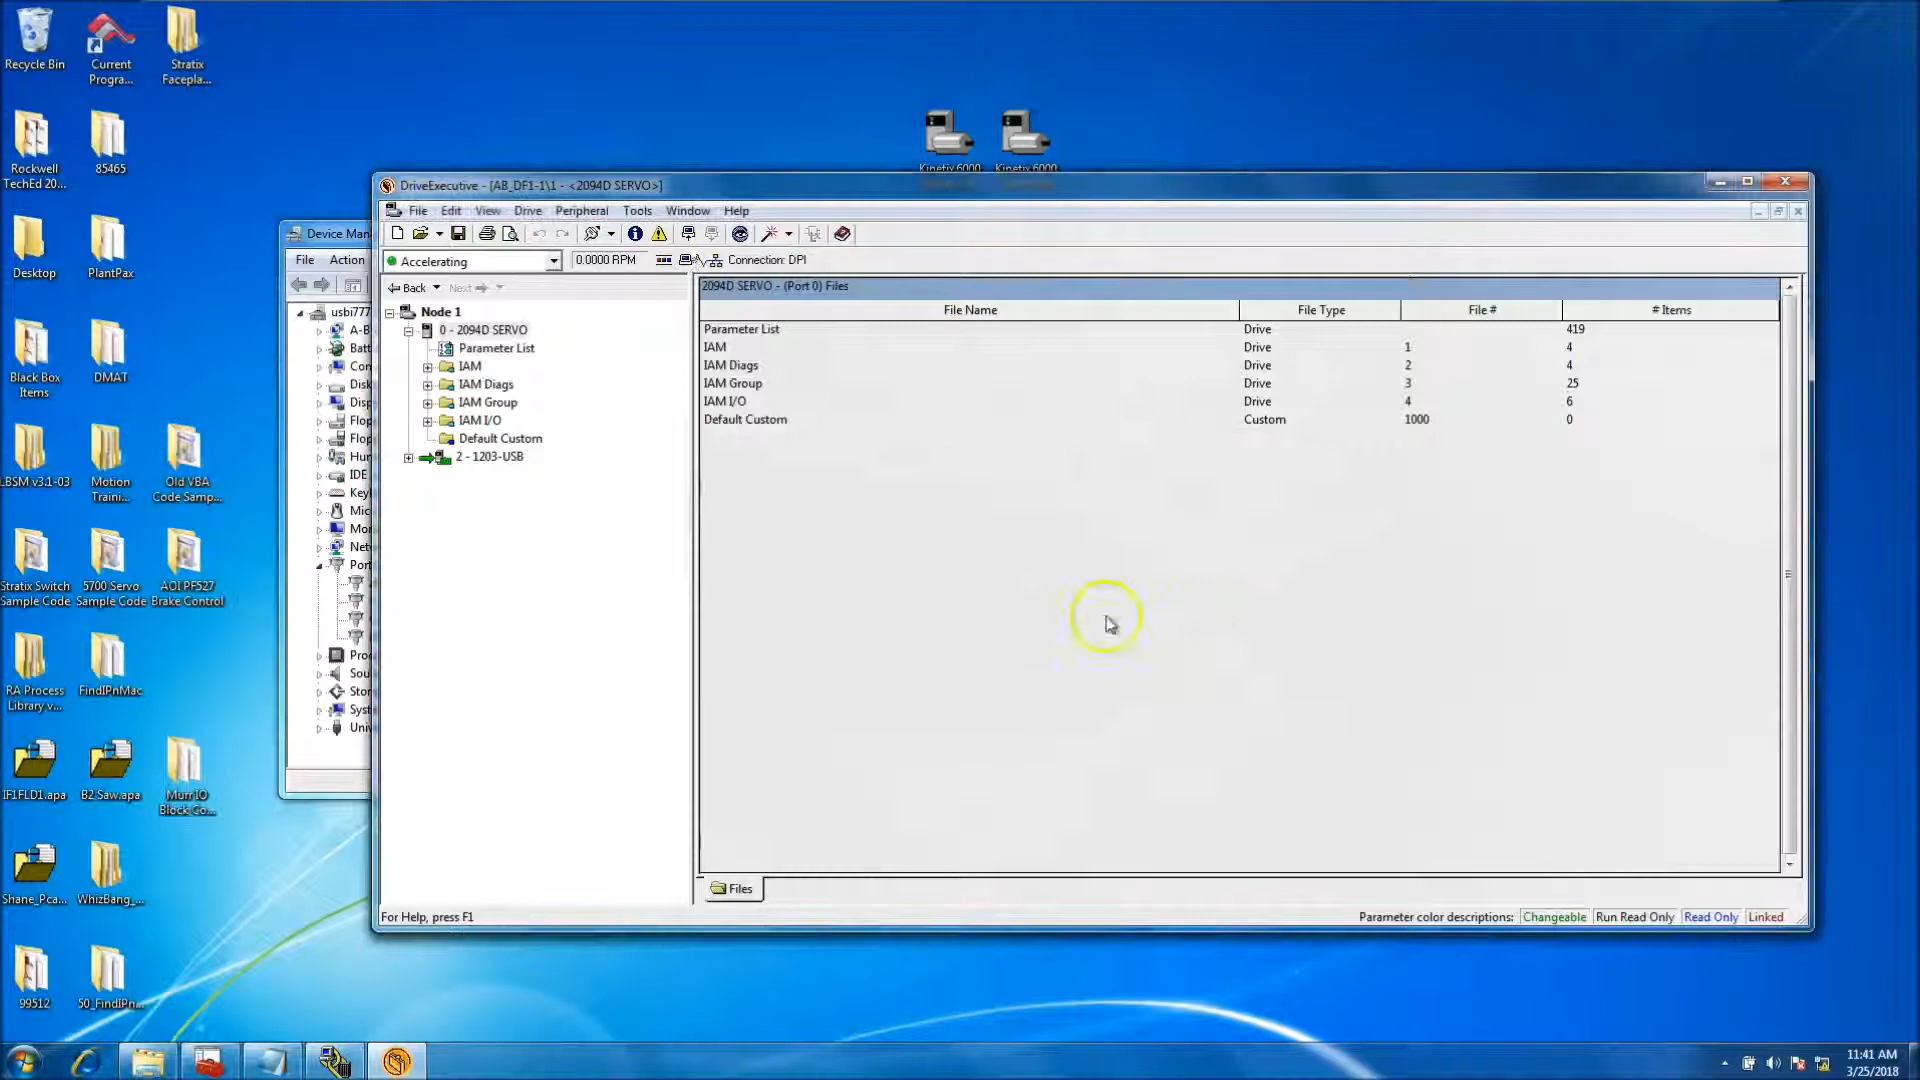 Recycle Bin
Current
Progra...
Stratix
Facepla...
Rockwell
TechEd 20...
85465
Desktop
PlantPax
Black Box
Items
DMAT
LBSM v3.1-03
Motion
Traini...
Old VBA
Code Samp...
Stratix Switch
Sample Code
5700 Servo
Sample Code
AOI PF527
Brake Control
RA Process
Library v...
FindIPnMac
IF1FLD1.apa
B2 Saw.apa
Murr IO
Block Co...
Shane_Pca...
WhizBang_...
99512
50_FindIPn...
Kinetix 6000
Kinetix 6000
Device Man
File Action
usbi777
A-B
Batt
Con
Disk
Disp
Flop
Flop
Hun
IDE
Key
Mic
Mor
Net
Port
Proc
Sou
Stor
Syst
Univ
DriveExecutive - [AB_DF1-1\1 - <2094D SERVO>]
File Edit View Drive Peripheral Tools Window Help
Accelerating 0.0000 RPM Connection: DPI
Back Next
Node 1
0 - 2094D SERVO
Parameter List
IAM
IAM Diags
IAM Group
IAM I/O
Default Custom
2 - 1203-USB
2094D SERVO - (Port 0) Files
File Name File Type File # # Items
Parameter List Drive 419
IAM Drive 1 4
IAM Diags Drive 2 4
IAM Group Drive 3 25
IAM I/O Drive 4 6
Default Custom Custom 1000 0
Files
For Help, press F1
Parameter color descriptions: Changeable Run Read Only Read Only Linked
11:41 AM
3/25/2018